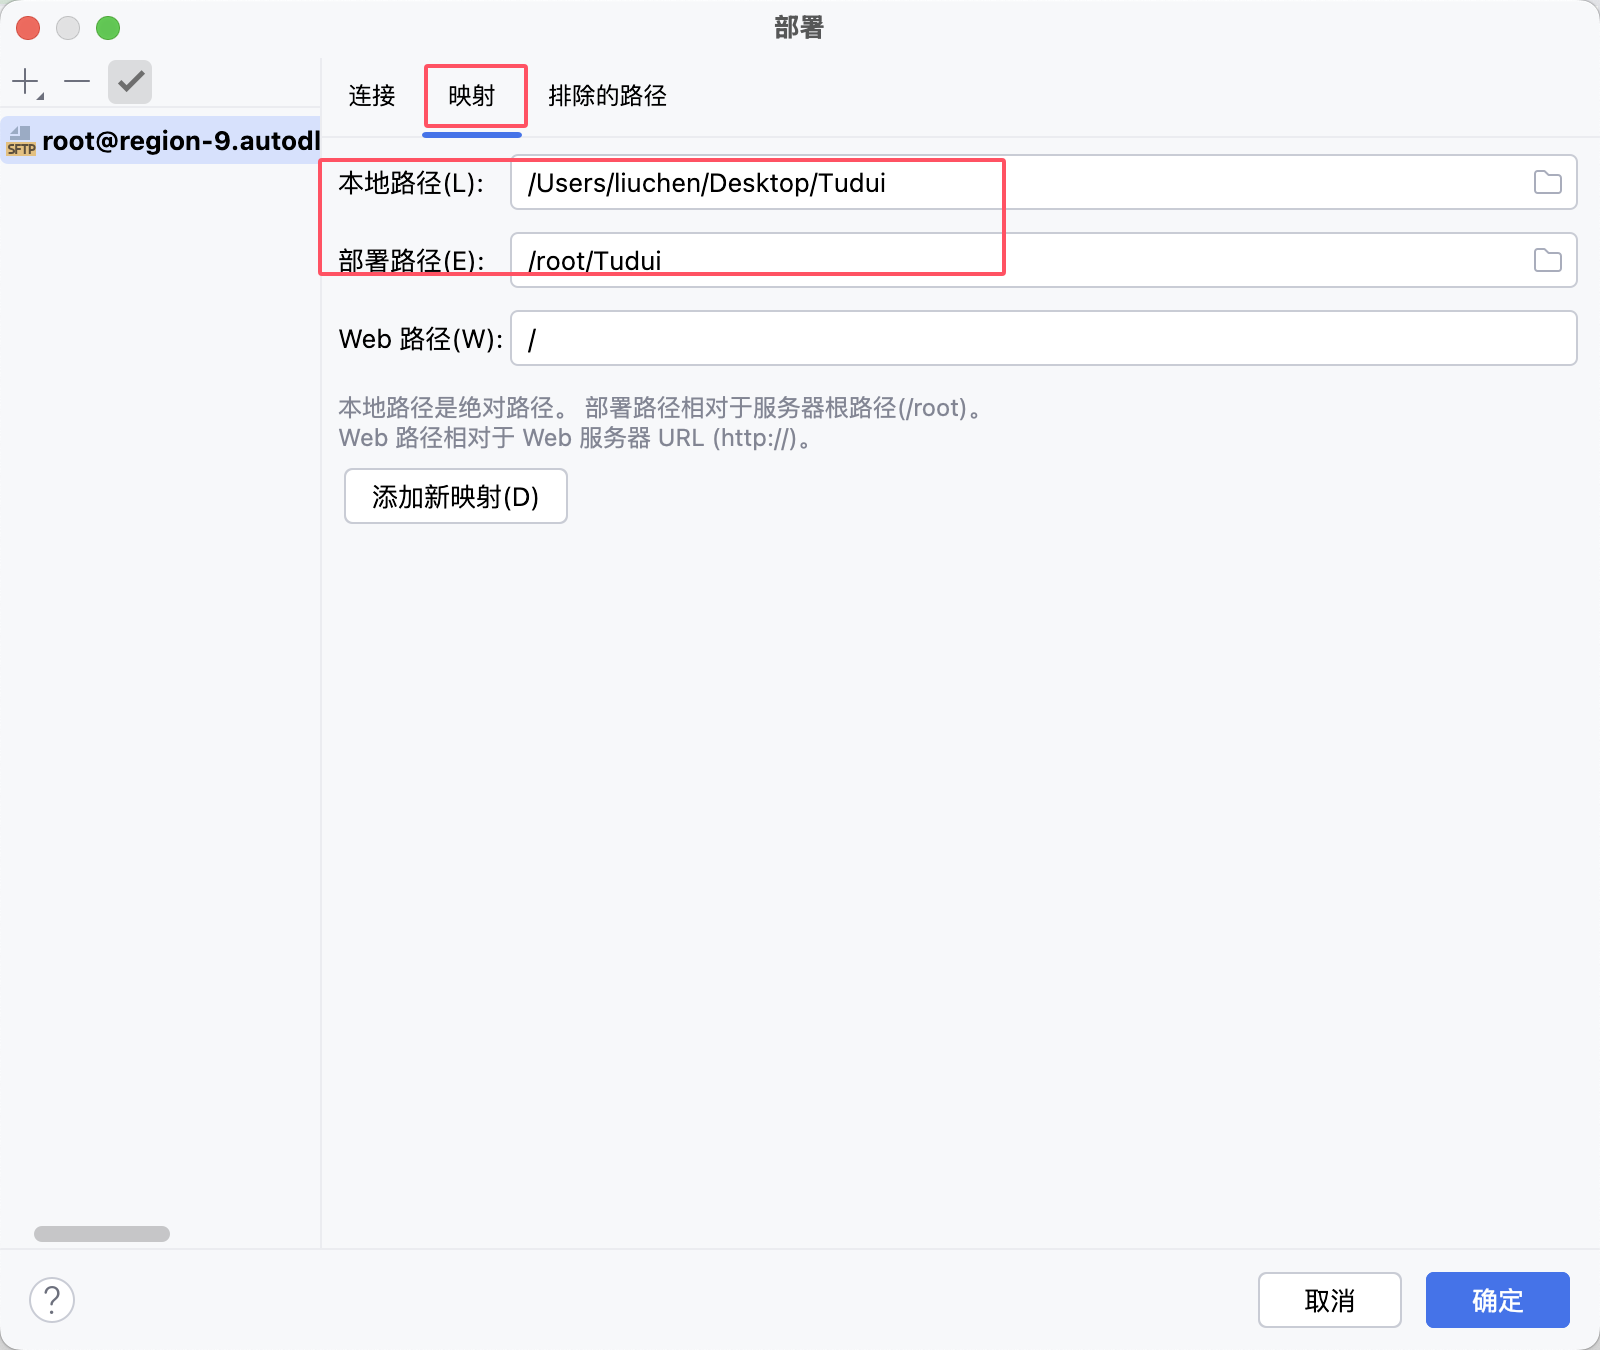 部署
SFTP root@region-9.autodl
连接 映射 排除的路径
本地路径(L): /Users/liuchen/Desktop/Tudui
部署路径(E): /root/Tudui
Web 路径(W): /
本地路径是绝对路径。 部署路径相对于服务器根路径(/root)。
Web 路径相对于 Web 服务器 URL (http://)。
添加新映射(D)
? 取消 确定